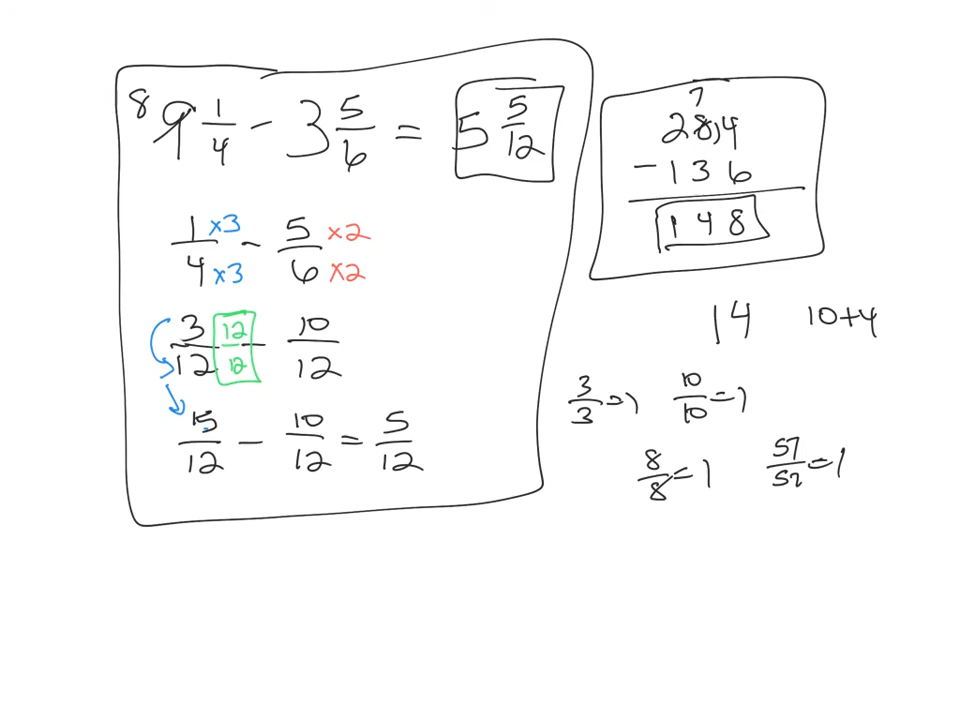 8 9 1/4 - 3 5/6 = 5 5/12
1/4 ×3/×3 - 5/6 ×2/×2
3/12 12/12 - 10/12
15/12 - 10/12 = 5/12
7
28,4
-136
148
14 10+4
3/3=1 10/10=1
8/8=1 57/57=1